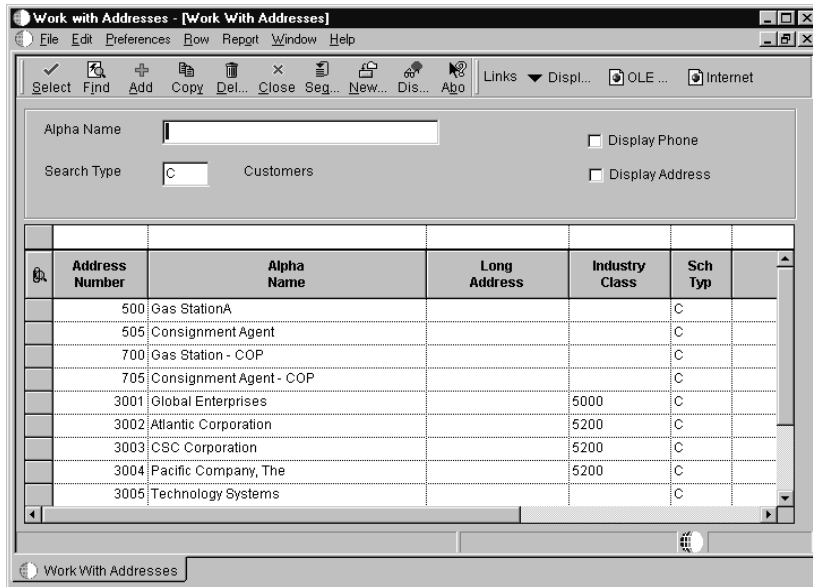 Work with Addresses - [Work With Addresses]
File Edit Preferences Row Report Window Help
Select Find Add Copy Del... Close Seq... New... Dis... Abo Links Displ... OLE ... Internet
Alpha Name
Display Phone
Search Type C Customers
Display Address
Address Number Alpha Name Long Address Industry Class Sch Typ
500 Gas StationA C
505 Consignment Agent C
700 Gas Station - COP C
705 Consignment Agent - COP C
3001 Global Enterprises 5000 C
3002 Atlantic Corporation 5200 C
3003 CSC Corporation 5200 C
3004 Pacific Company, The 5200 C
3005 Technology Systems C
Work With Addresses